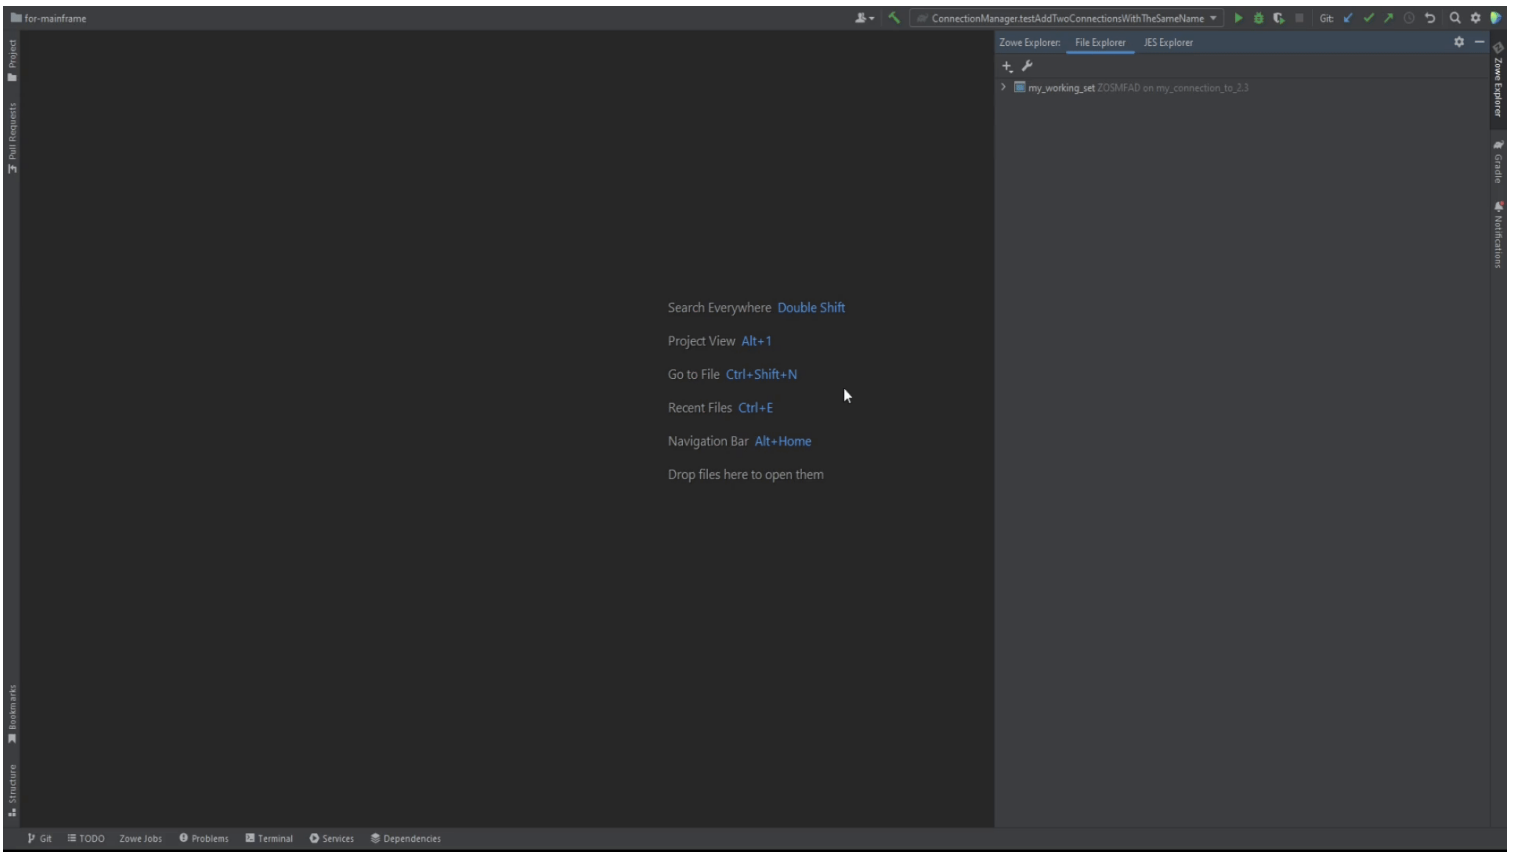 for-mainframe
ConnectionManager.testAddTwoConnectionsWithTheSameName
Git:
Project
Pull Requests
Bookmarks
Structure
Search Everywhere Double Shift
Project View Alt+1
Go to File Ctrl+Shift+N
Recent Files Ctrl+E
Navigation Bar Alt+Home
Drop files here to open them
Zowe Explorer: File Explorer JES Explorer
my_working_set ZOSMFAD on my_connection_to_2.3
Zowe Explorer
Gradle
Notifications
Git TODO Zowe Jobs Problems Terminal Services Dependencies